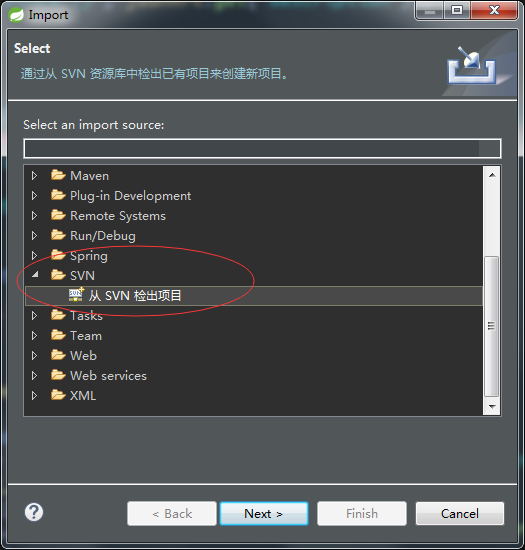 Import
Select
通过从 SVN 资源库中检出已有项目来创建新项目。
Select an import source:
Maven
Plug-in Development
Remote Systems
Run/Debug
Spring
SVN
SVN
从 SVN 检出项目
Tasks
Team
Web
Web services
XML
?
< Back
Next >
Finish
Cancel